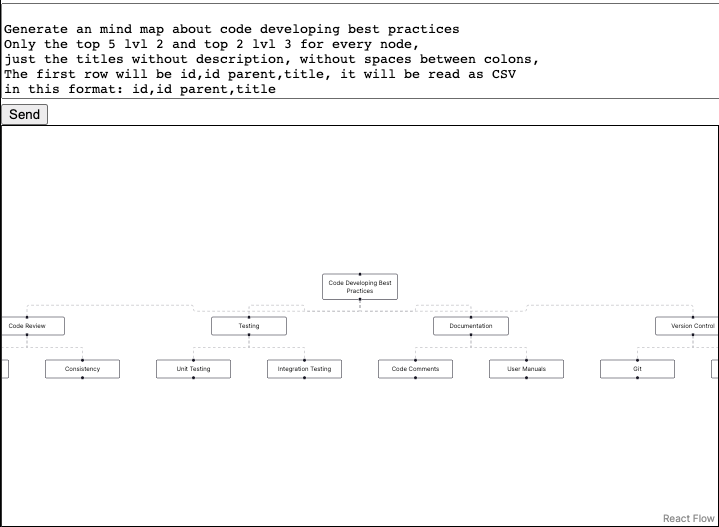 Generate an mind map about code developing best practices
Only the top 5 lvl 2 and top 2 lvl 3 for every node,
just the titles without description, without spaces between colons,
The first row will be id,id parent,title, it will be read as CSV
in this format: id,id parent,title
Send
Code Developing Best
Practices
Code Review
Testing
Documentation
Version Control
Consistency
Unit Testing
Integration Testing
Code Comments
User Manuals
Git
React Flow